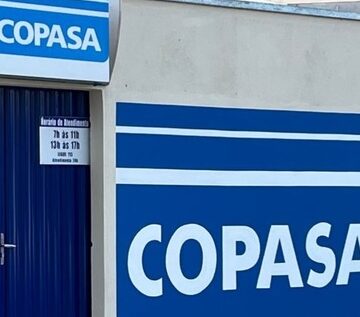 COPASA
Horário de Atendimento
7h às 11h
13h às 17h
COPASA